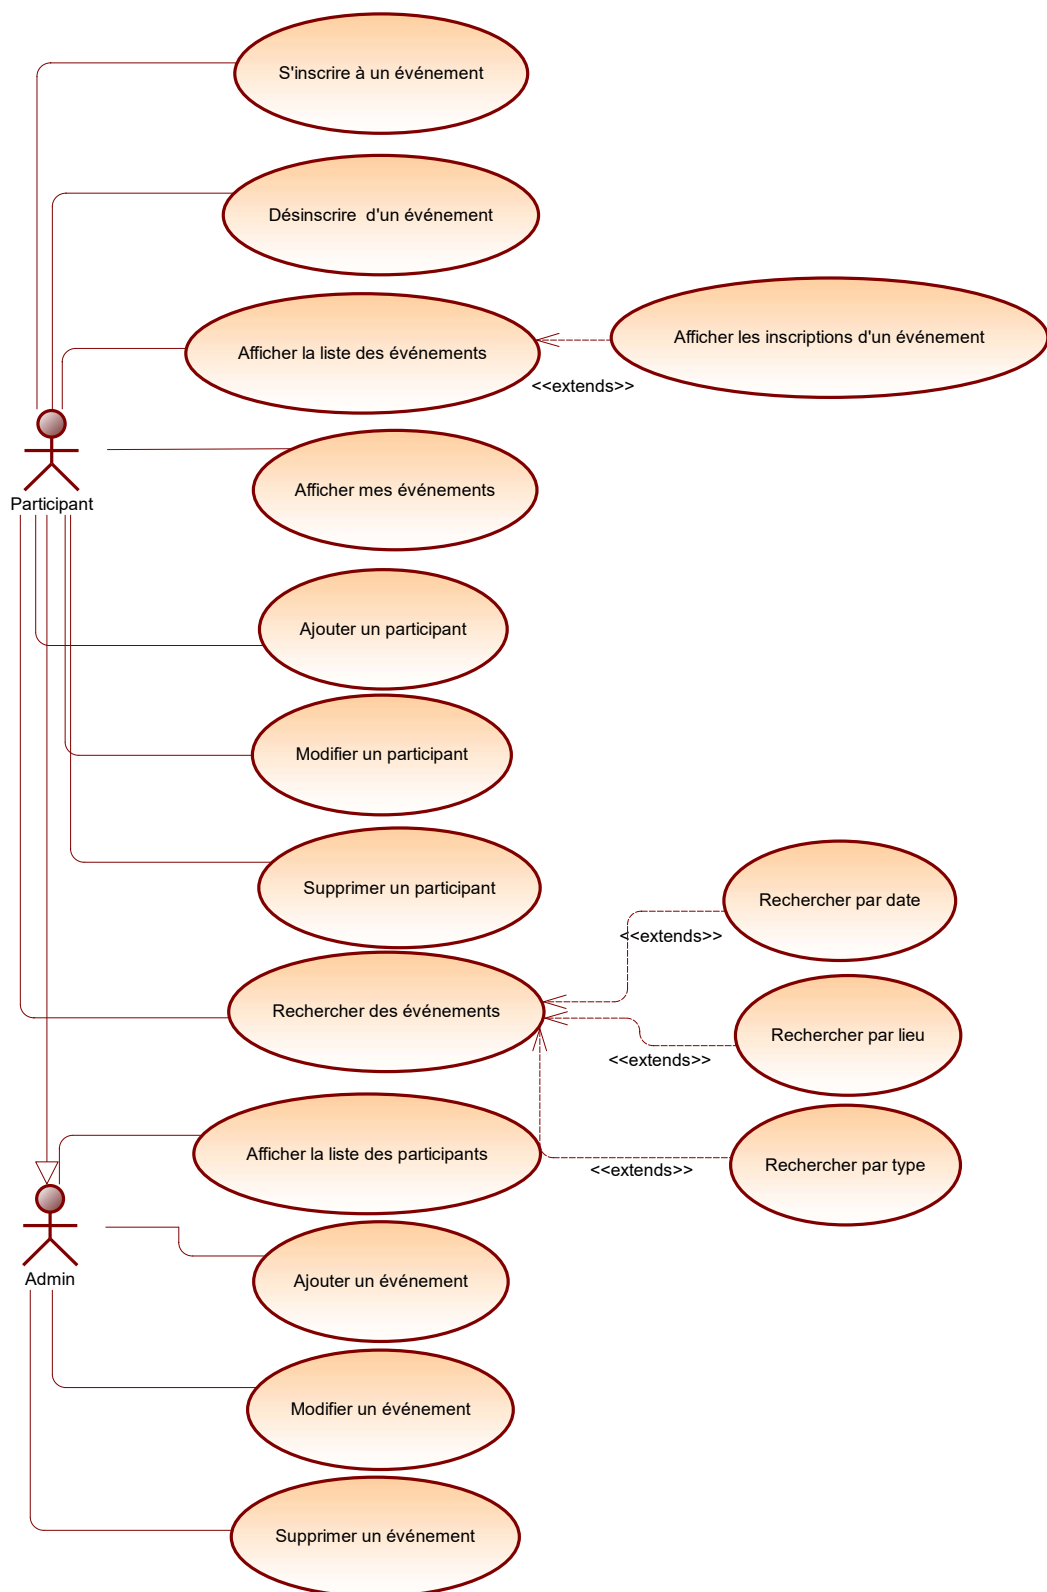 S'inscrire à un événement
Désinscrire  d'un événement
Afficher la liste des événements
Afficher les inscriptions d'un événement
<<extends>>
Afficher mes événements
Participant
Ajouter un participant
Modifier un participant
Supprimer un participant
Rechercher par date
<<extends>>
Rechercher des événements
Rechercher par lieu
<<extends>>
Afficher la liste des participants
Rechercher par type
<<extends>>
Admin
Ajouter un événement
Modifier un événement
Supprimer un événement